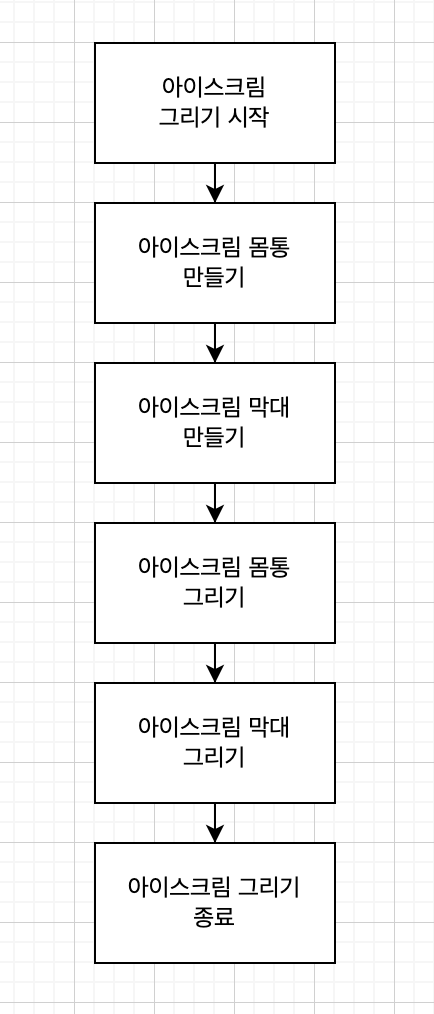 아이스크림
그리기 시작
아이스크림 몸통
만들기
아이스크림 막대
만들기
아이스크림 몸통
그리기
아이스크림 막대
그리기
아이스크림 그리기
종료